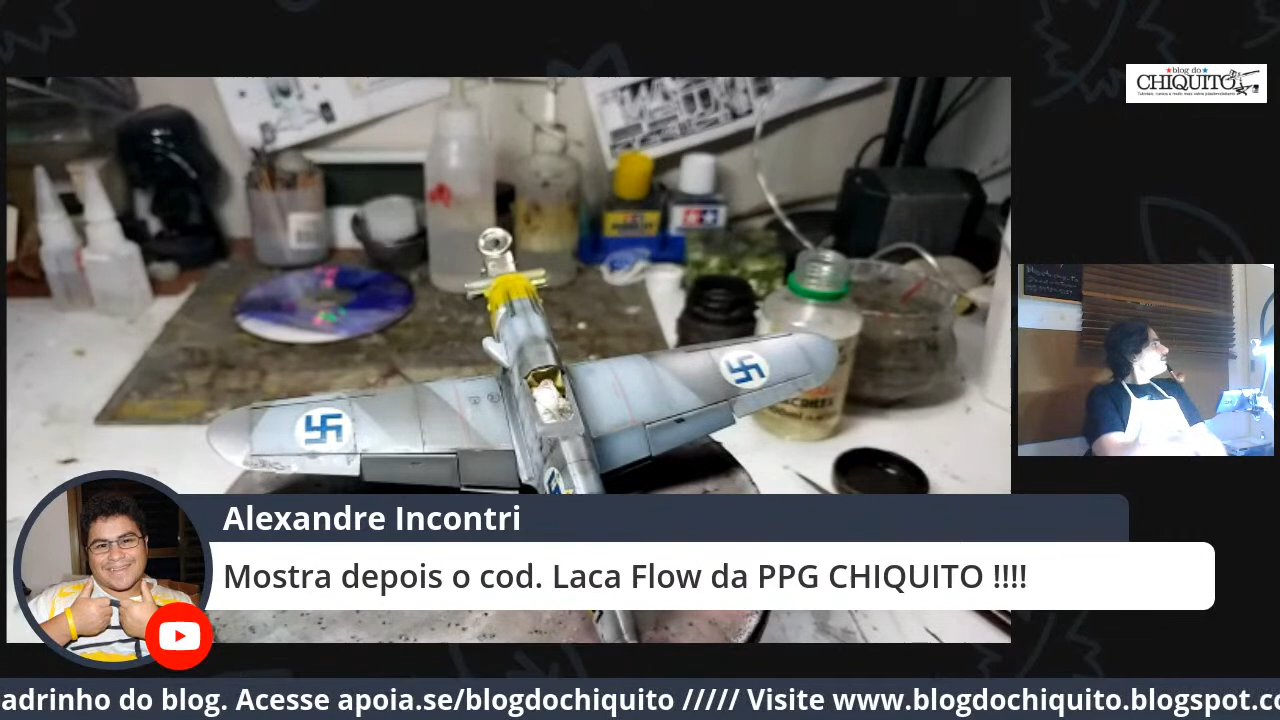 blog do
CHIQUITO
Alexandre Incontri
Mostra depois o cod. Laca Flow da PPG CHIQUITO !!!!
adrinho do blog. Acesse apoia.se/blogdochiquito ///// Visite www.blogdochiquito.blogspot.co